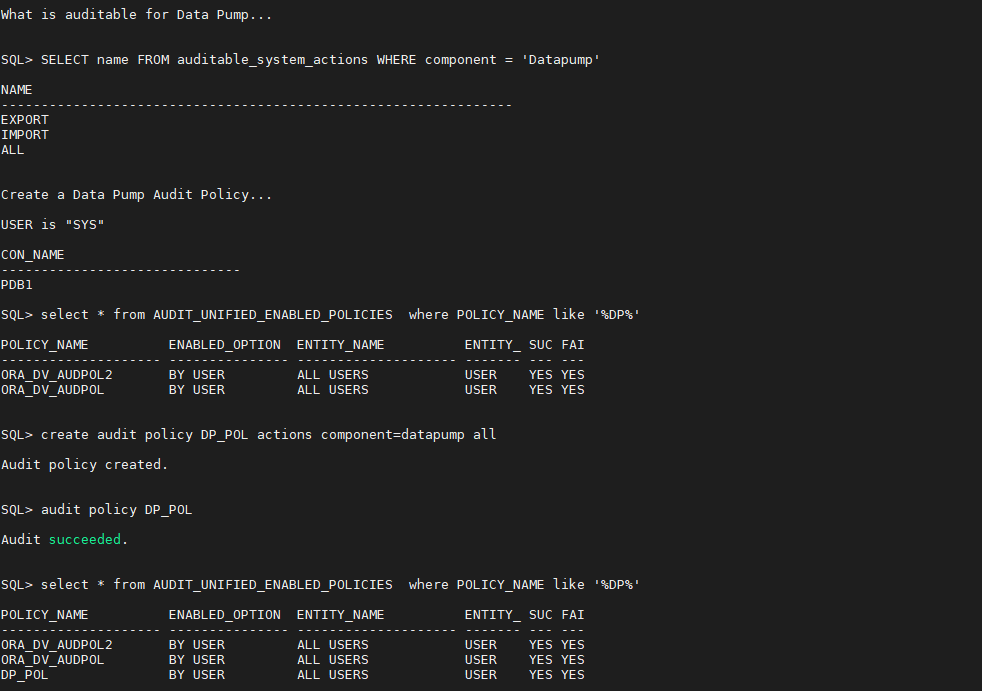 What is auditable for Data Pump...
SQL> SELECT name FROM auditable_system_actions WHERE component = 'Datapump'
NAME
----------------------------------------------------------------
EXPORT
IMPORT
ALL
Create a Data Pump Audit Policy...
USER is "SYS"
CON_NAME
------------------------------
PDB1
SQL> select * from AUDIT_UNIFIED_ENABLED_POLICIES  where POLICY_NAME like '%DP%'
POLICY_NAME          ENABLED_OPTION  ENTITY_NAME          ENTITY_ SUC FAI
-------------------- --------------- -------------------- ------- --- ---
ORA_DV_AUDPOL2       BY USER         ALL USERS            USER    YES YES
ORA_DV_AUDPOL        BY USER         ALL USERS            USER    YES YES
SQL> create audit policy DP_POL actions component=datapump all
Audit policy created.
SQL> audit policy DP_POL
Audit succeeded.
SQL> select * from AUDIT_UNIFIED_ENABLED_POLICIES  where POLICY_NAME like '%DP%'
POLICY_NAME          ENABLED_OPTION  ENTITY_NAME          ENTITY_ SUC FAI
-------------------- --------------- -------------------- ------- --- ---
ORA_DV_AUDPOL2       BY USER         ALL USERS            USER    YES YES
ORA_DV_AUDPOL        BY USER         ALL USERS            USER    YES YES
DP_POL               BY USER         ALL USERS            USER    YES YES